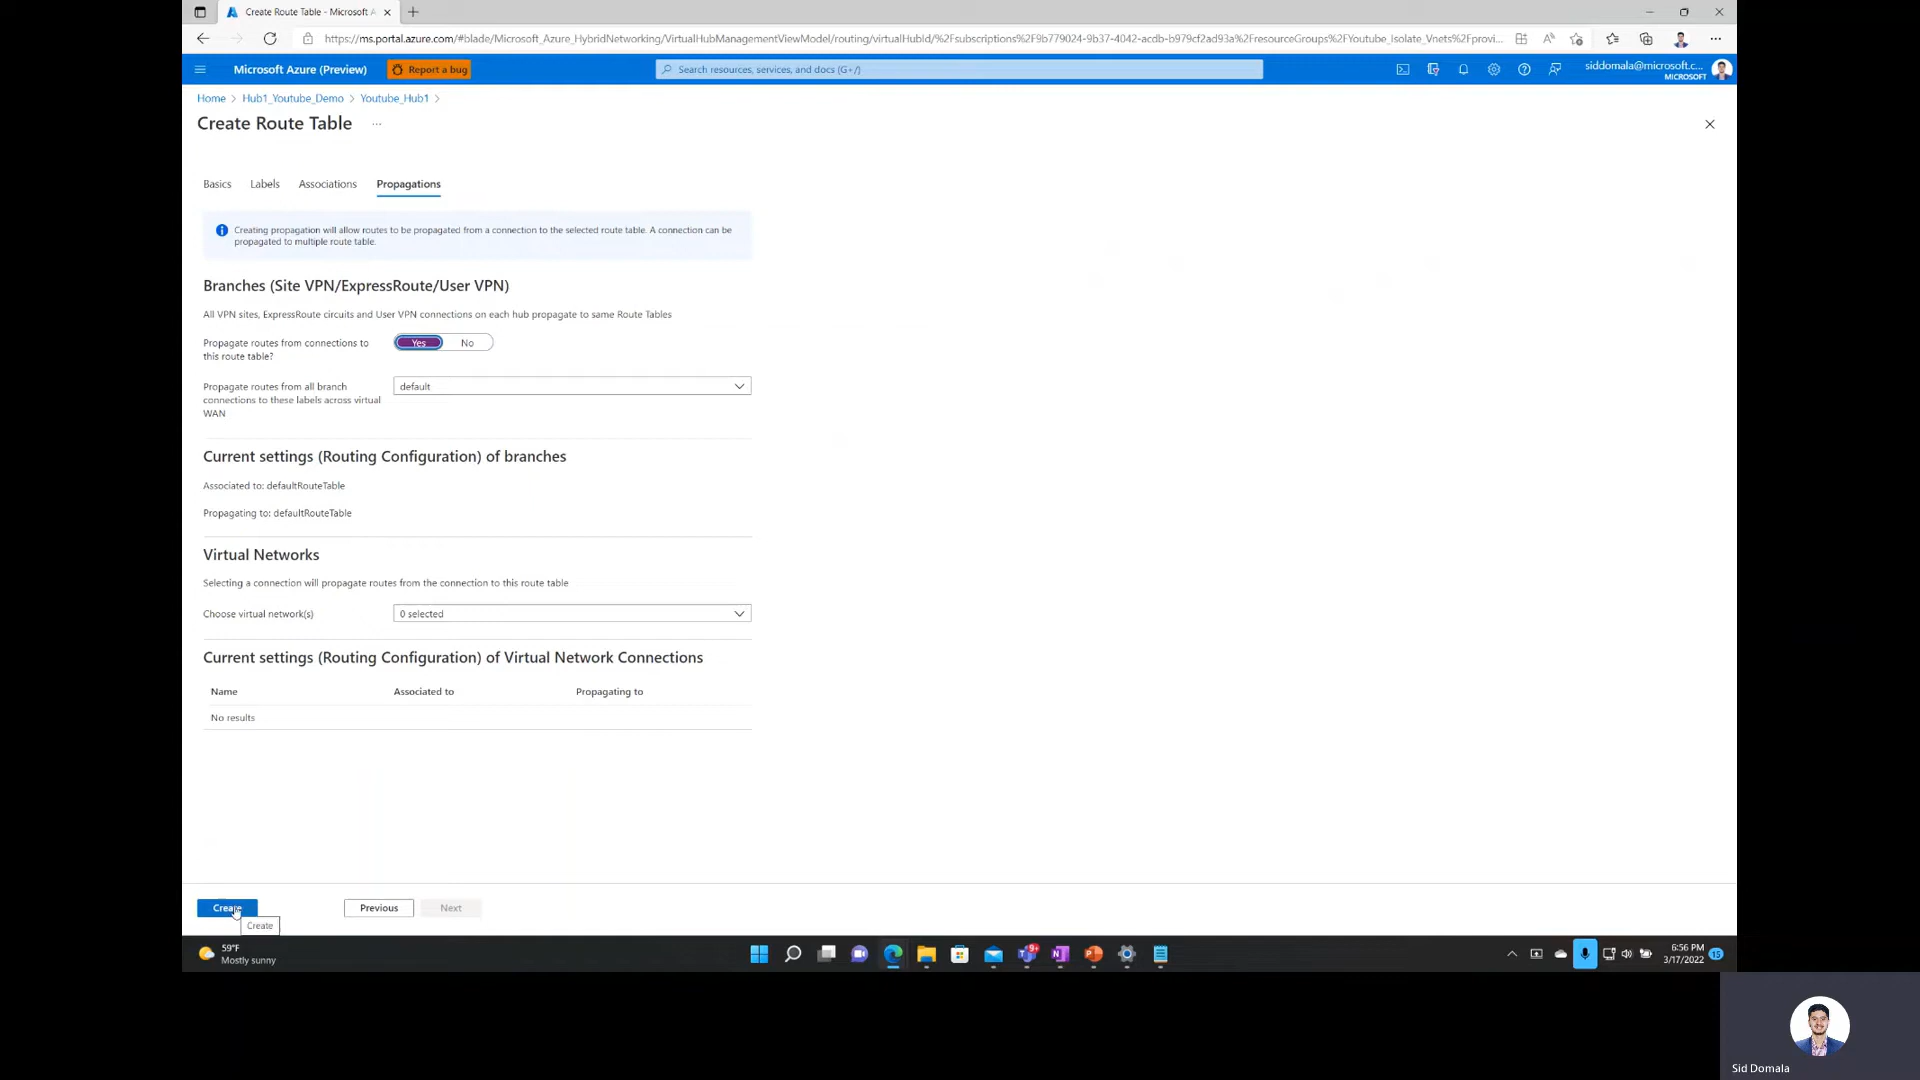 Create Route Table - Microsoft A
https://ms.portal.azure.com/#blade/Microsoft_Azure_HybridNetworking/VirtualHubManagementViewModel/routing/virtualHubId/%2Fsubscriptions%2F9b779024-9b37-4042-acdb-b979cf2ad93a%2FresourceGroups%2FYoutube_Isolate_Vnets%2Fprovi...
Microsoft Azure (Preview)
Report a bug
Search resources, services, and docs (G+/)
siddomala@microsoft.c...
MICROSOFT
Home > Hub1_Youtube_Demo > Youtube_Hub1 >
Create Route Table ...
Basics Labels Associations Propagations
Creating propagation will allow routes to be propagated from a connection to the selected route table. A connection can be
propagated to multiple route table.
Branches (Site VPN/ExpressRoute/User VPN)
All VPN sites, ExpressRoute circuits and User VPN connections on each hub propagate to same Route Tables
Propagate routes from connections to
this route table?
Yes No
Propagate routes from all branch
connections to these labels across virtual
WAN
default
Current settings (Routing Configuration) of branches
Associated to: defaultRouteTable
Propagating to: defaultRouteTable
Virtual Networks
Selecting a connection will propagate routes from the connection to this route table
Choose virtual network(s) 0 selected
Current settings (Routing Configuration) of Virtual Network Connections
Name Associated to Propagating to
No results
Create Previous Next
Create
59°F
Mostly sunny
9+
6:56 PM
3/17/2022
15
Sid Domala